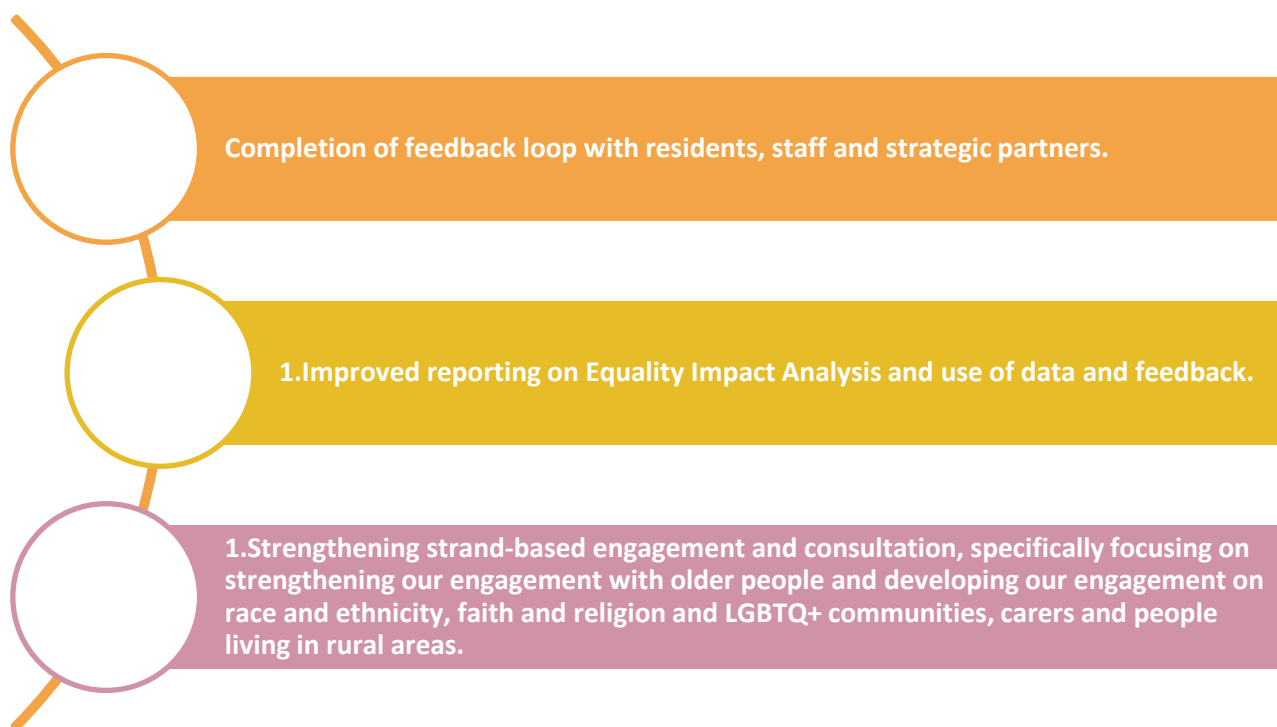 Completion of feedback loop with residents, staff and strategic partners.
1.Improved reporting on Equality Impact Analysis and use of data and feedback.
1.Strengthening strand-based engagement and consultation, specifically focusing on
strengthening our engagement with older people and developing our engagement on
race and ethnicity, faith and religion and LGBTQ+ communities, carers and people
living in rural areas.